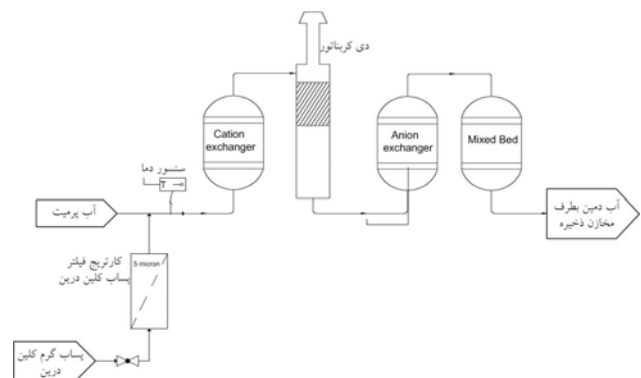 دی کربناتور
Cation
exchanger
Anion
exchanger
Mixed Bed
سنسور دما
T
آب پرمیت
آب دمین بطرف
مخازن ذخیره
5 micron
کارتریج فیلتر
پساب کلین درین
پساب گرم کلین
درین